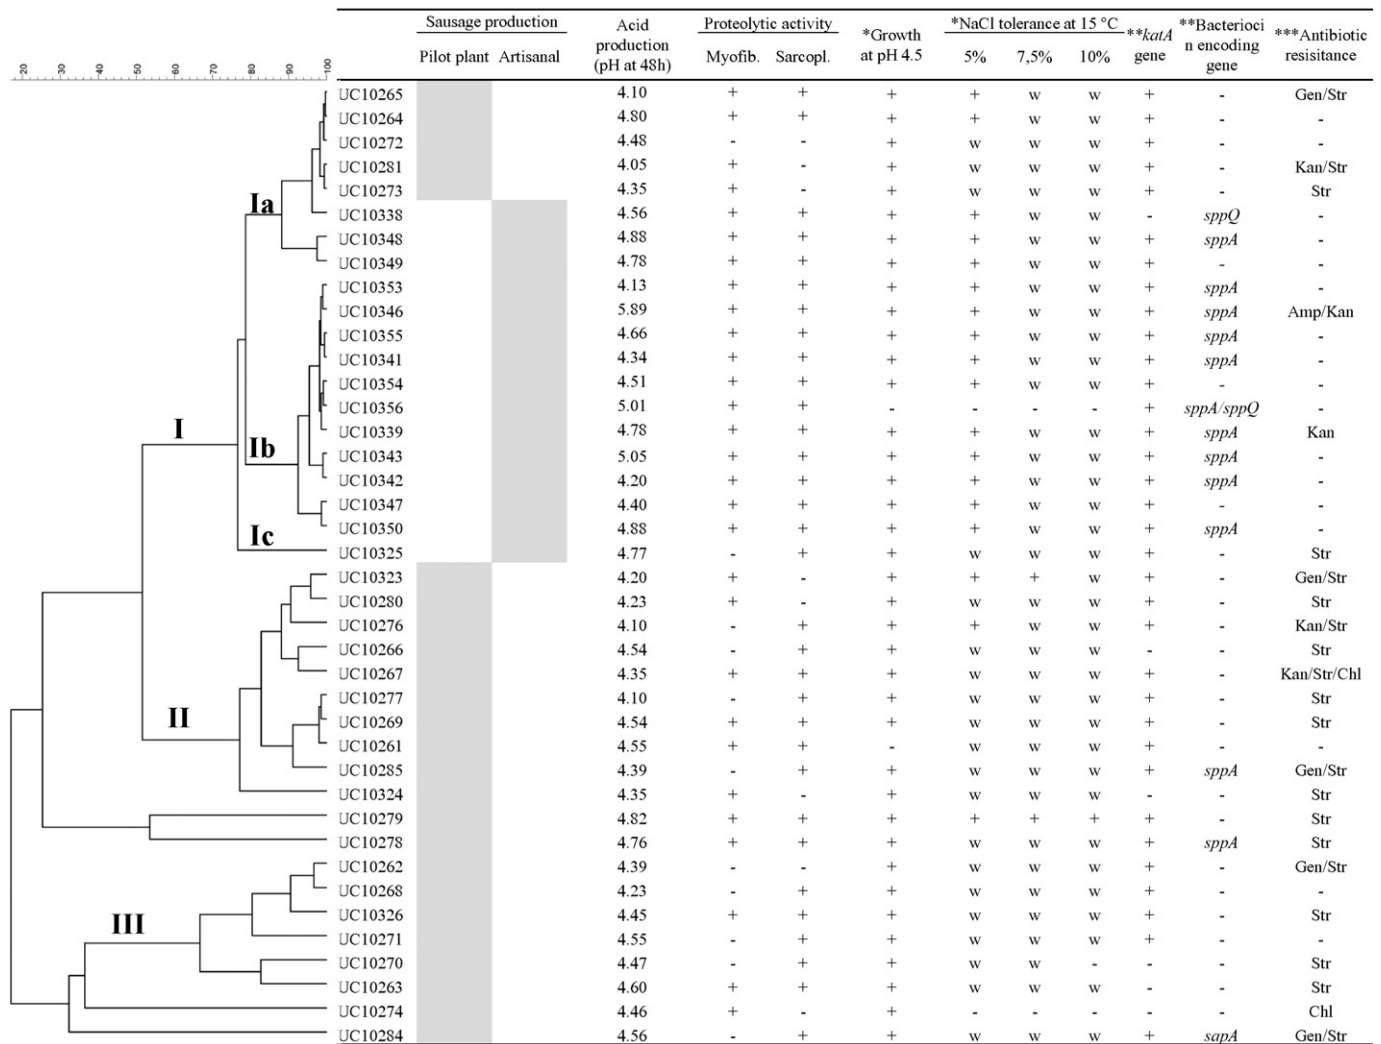 Sausage production Acid production (pH at 48h) Proteolytic activity *Growth at pH 4.5 *NaCl tolerance at 15 °C **katA gene **Bacterioci n encoding gene ***Antibiotic resisitance
Pilot plant Artisanal Myofib. Sarcopl. 5% 7,5% 10%
20 30 40 50 60 70 80 90 100
UC10265 4.10 + + + + w w + - Gen/Str
UC10264 4.80 + + + + w w + - -
UC10272 4.48 - - + w w w + - -
UC10281 4.05 + - + w w w + - Kan/Str
UC10273 4.35 + - + w w w + - Str
Ia
UC10338 4.56 + + + + w w - sppQ -
UC10348 4.88 + + + + w w + sppA -
UC10349 4.78 + + + + w w + - -
UC10353 4.13 + + + + w w + sppA -
UC10346 5.89 + + + + w w + sppA Amp/Kan
UC10355 4.66 + + + + w w + sppA -
UC10341 4.34 + + + + w w + sppA -
UC10354 4.51 + + + + w w + - -
UC10356 5.01 + + - - - - + sppA/sppQ -
I
UC10339 4.78 + + + + w w + sppA Kan
Ib
UC10343 5.05 + + + + w w + sppA -
UC10342 4.20 + + + + w w + sppA -
UC10347 4.40 + + + + w w + - -
UC10350 4.88 + + + + w w + sppA -
Ic
UC10325 4.77 - + + w w w + - Str
UC10323 4.20 + - + + + w + - Gen/Str
UC10280 4.23 + - + w w w + - Str
UC10276 4.10 - + + + w w + - Kan/Str
UC10266 4.54 - + + w w w - - Str
UC10267 4.35 + + + w w w + - Kan/Str/Chl
UC10277 4.10 - + + w w w + - Str
II
UC10269 4.54 + + + w w w + - Str
UC10261 4.55 + + - w w w + - -
UC10285 4.39 - + + w w w + sppA Gen/Str
UC10324 4.35 + - + w w w - - Str
UC10279 4.82 + + + + + + + - Str
UC10278 4.76 + + + w w w + sppA Str
UC10262 4.39 - - + w w w + - Gen/Str
UC10268 4.23 - + + w w w + - -
III
UC10326 4.45 + + + w w w + - Str
UC10271 4.55 - + + w w w + - -
UC10270 4.47 - + + w w - - - Str
UC10263 4.60 + + + w w w - - Str
UC10274 4.46 + - + - - - - - Chl
UC10284 4.56 - + + w w w + sapA Gen/Str